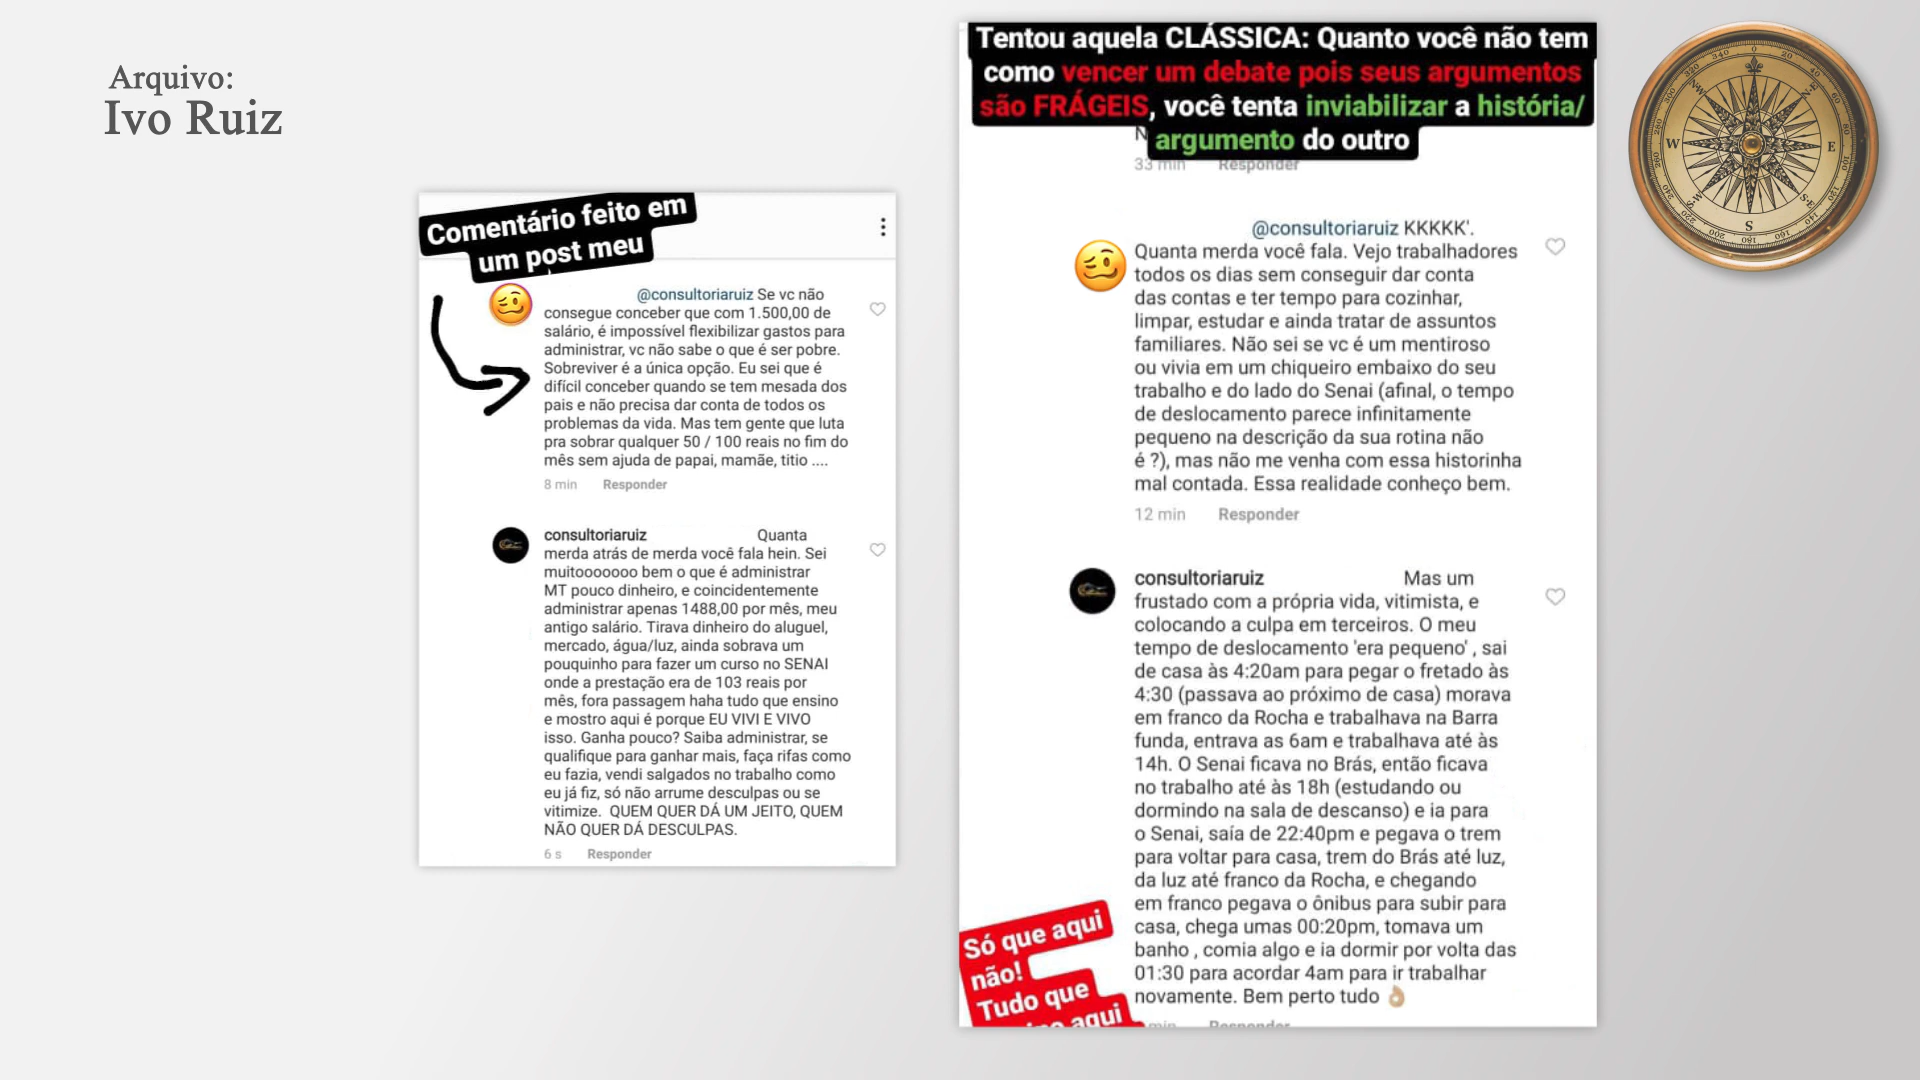 Arquivo:
Ivo Ruiz
Comentário feito em
um post meu
@consultoriaruiz Se vc não
consegue conceber que com 1.500,00 de
salário, é impossível flexibilizar gastos para
administrar, vc não sabe o que é ser pobre.
Sobreviver é a única opção. Eu sei que é
difícil conceber quando se tem mesada dos
pais e não precisa dar conta de todos os
problemas da vida. Mas tem gente que luta
pra sobrar qualquer 50 / 100 reais no fim do
mês sem ajuda de papai, mamãe, titio ....
8 min Responder
consultoriaruiz Quanta
merda atrás de merda você fala hein. Sei
muitooooooo bem o que é administrar
MT pouco dinheiro, e coincidentemente
administrar apenas 1488,00 por mês, meu
antigo salário. Tirava dinheiro do aluguel,
mercado, água/luz, ainda sobrava um
pouquinho para fazer um curso no SENAI
onde a prestação era de 103 reais por
mês, fora passagem haha tudo que ensino
e mostro aqui é porque EU VIVI E VIVO
isso. Ganha pouco? Saiba administrar, se
qualifique para ganhar mais, faça rifas como
eu fazia, vendi salgados no trabalho como
eu já fiz, só não arrume desculpas ou se
vitimize. QUEM QUER DÁ UM JEITO, QUEM
NÃO QUER DÁ DESCULPAS.
6 s Responder
Tentou aquela CLÁSSICA: Quanto você não tem
como vencer um debate pois seus argumentos
são FRÁGEIS, você tenta inviabilizar a história/
argumento do outro
33 min Responder
@consultoriaruiz KKKKK'.
Quanta merda você fala. Vejo trabalhadores
todos os dias sem conseguir dar conta
das contas e ter tempo para cozinhar,
limpar, estudar e ainda tratar de assuntos
familiares. Não sei se vc é um mentiroso
ou vivia em um chiqueiro embaixo do seu
trabalho e do lado do Senai (afinal, o tempo
de deslocamento parece infinitamente
pequeno na descrição da sua rotina não
é ?), mas não me venha com essa historinha
mal contada. Essa realidade conheço bem.
12 min Responder
consultoriaruiz Mas um
frustado com a própria vida, vitimista, e
colocando a culpa em terceiros. O meu
tempo de deslocamento 'era pequeno' , sai
de casa às 4:20am para pegar o fretado às
4:30 (passava ao próximo de casa) morava
em franco da Rocha e trabalhava na Barra
funda, entrava as 6am e trabalhava até às
14h. O Senai ficava no Brás, então ficava
no trabalho até às 18h (estudando ou
dormindo na sala de descanso) e ia para
o Senai, saía de 22:40pm e pegava o trem
para voltar para casa, trem do Brás até luz,
da luz até franco da Rocha, e chegando
em franco pegava o ônibus para subir para
casa, chega umas 00:20pm, tomava um
banho , comia algo e ia dormir por volta das
01:30 para acordar 4am para ir trabalhar
novamente. Bem perto tudo 👌🏼
min Responder
Só que aqui
não!
Tudo que
aqui
N
W
E
S